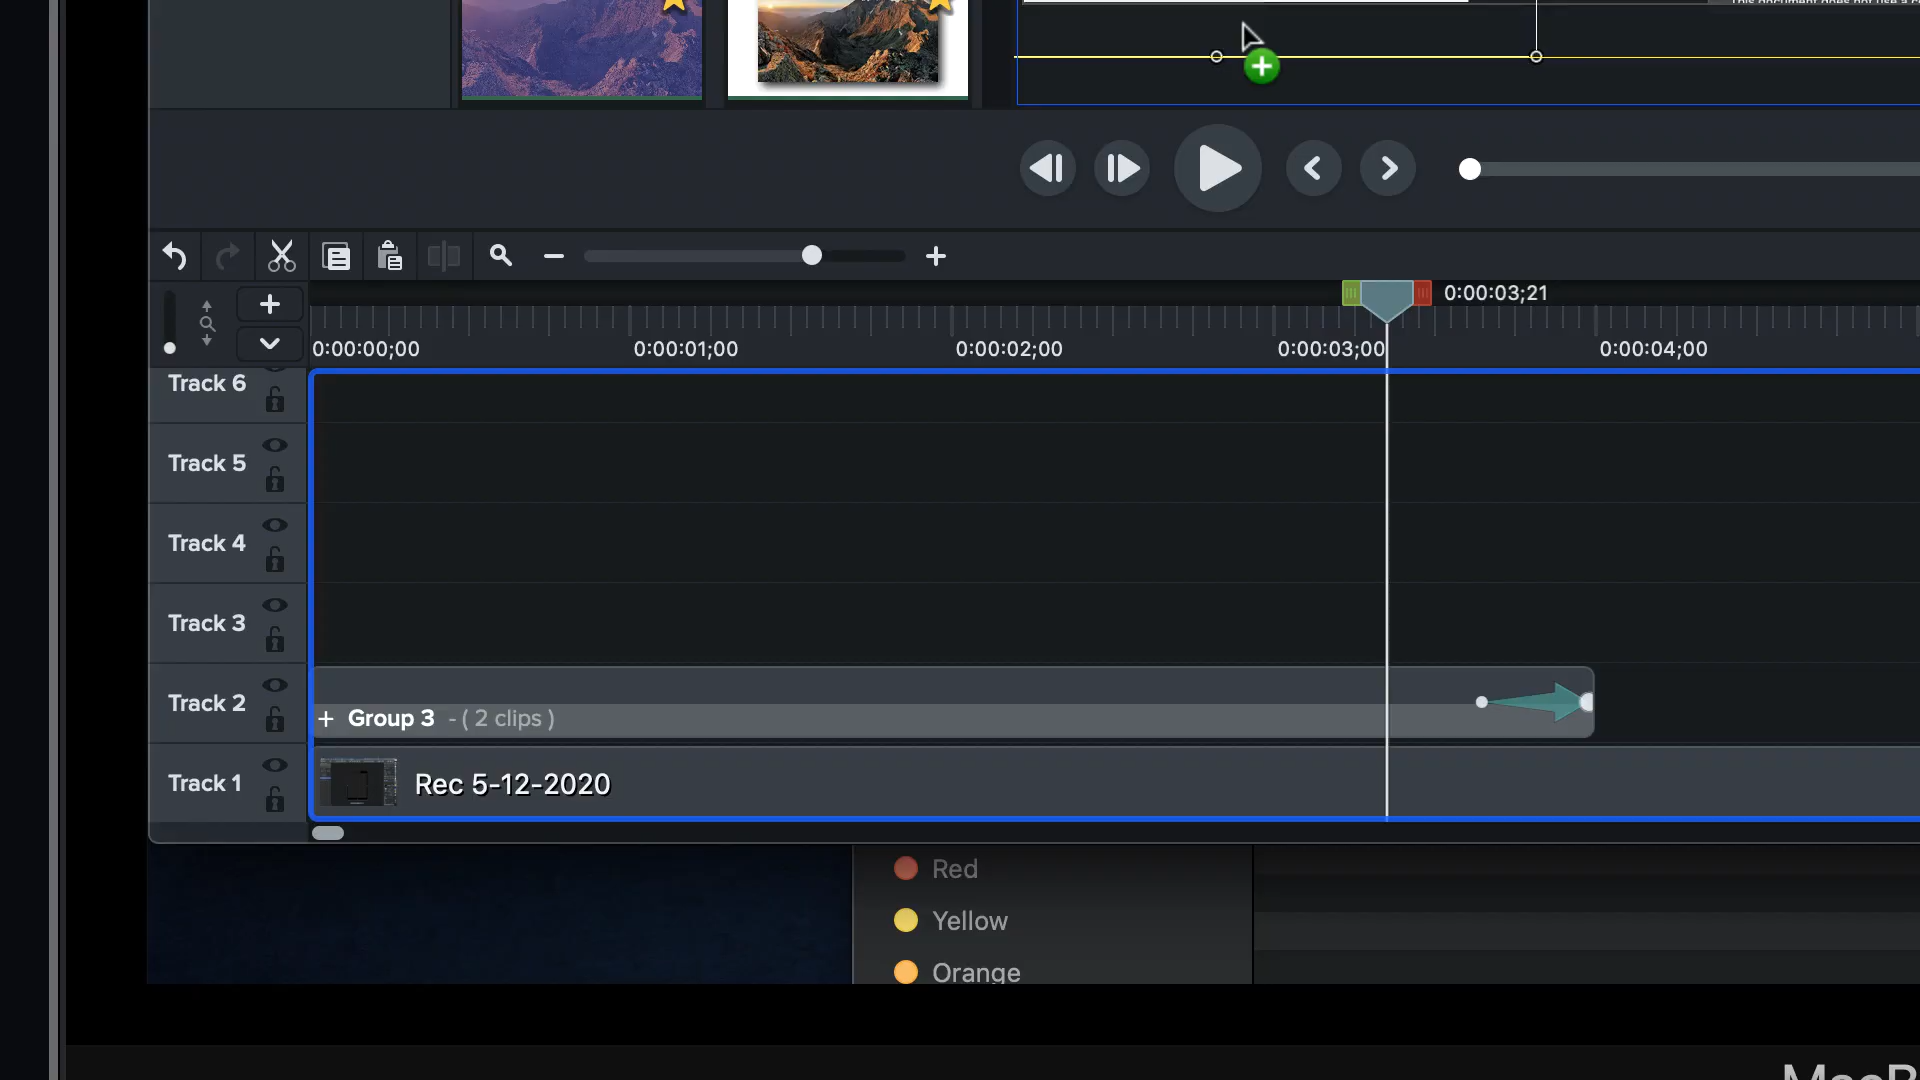 0:00:03;21
0:00:00;00 0:00:01;00 0:00:02;00 0:00:03;00 0:00:04;00
Track 6
Track 5
Track 4
Track 3
Track 2
+ Group 3 - ( 2 clips )
Track 1
Rec 5-12-2020
Red
Yellow
Orange